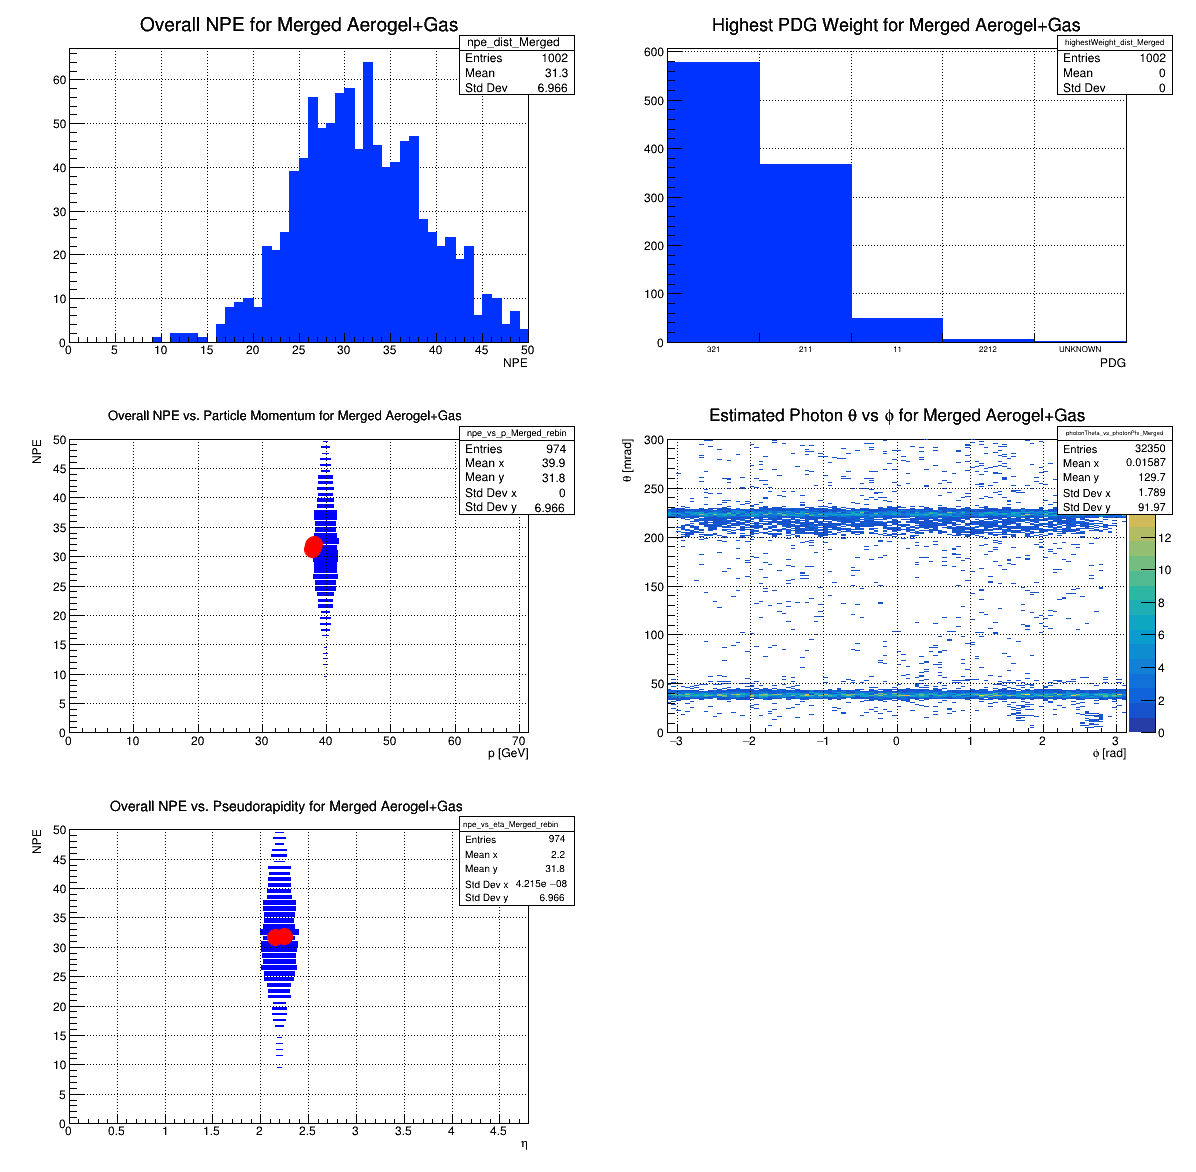 Overall NPE for Merged Aerogel+Gas
npe_dist_Merged
Entries 1002
Mean 31.3
Std Dev 6.966
60
50
40
30
20
10
0
0 5 10 15 20 25 30 35 40 45 50
NPE
Highest PDG Weight for Merged Aerogel+Gas
highestWeight_dist_Merged
Entries 1002
Mean 0
Std Dev 0
600
500
400
300
200
100
0
321 211 11 2212 UNKNOWN
PDG
Overall NPE vs. Particle Momentum for Merged Aerogel+Gas
npe_vs_p_Merged_rebin
Entries 974
Mean x 39.9
Mean y 31.8
Std Dev x 0
Std Dev y 6.966
NPE
50
45
40
35
30
25
20
15
10
5
0
0 10 20 30 40 50 60 70
p [GeV]
Estimated Photon θ vs ϕ for Merged Aerogel+Gas
photonTheta_vs_photonPhi_Merged
Entries 32350
Mean x 0.01587
Mean y 129.7
Std Dev x 1.789
Std Dev y 91.97
θ [mrad]
300
250
200
150
100
50
0
−3 −2 −1 0 1 2 3
ϕ [rad]
12
10
8
6
4
2
0
Overall NPE vs. Pseudorapidity for Merged Aerogel+Gas
npe_vs_eta_Merged_rebin
Entries 974
Mean x 2.2
Mean y 31.8
Std Dev x 4.215e −08
Std Dev y 6.966
NPE
50
45
40
35
30
25
20
15
10
5
0
0 0.5 1 1.5 2 2.5 3 3.5 4 4.5
η